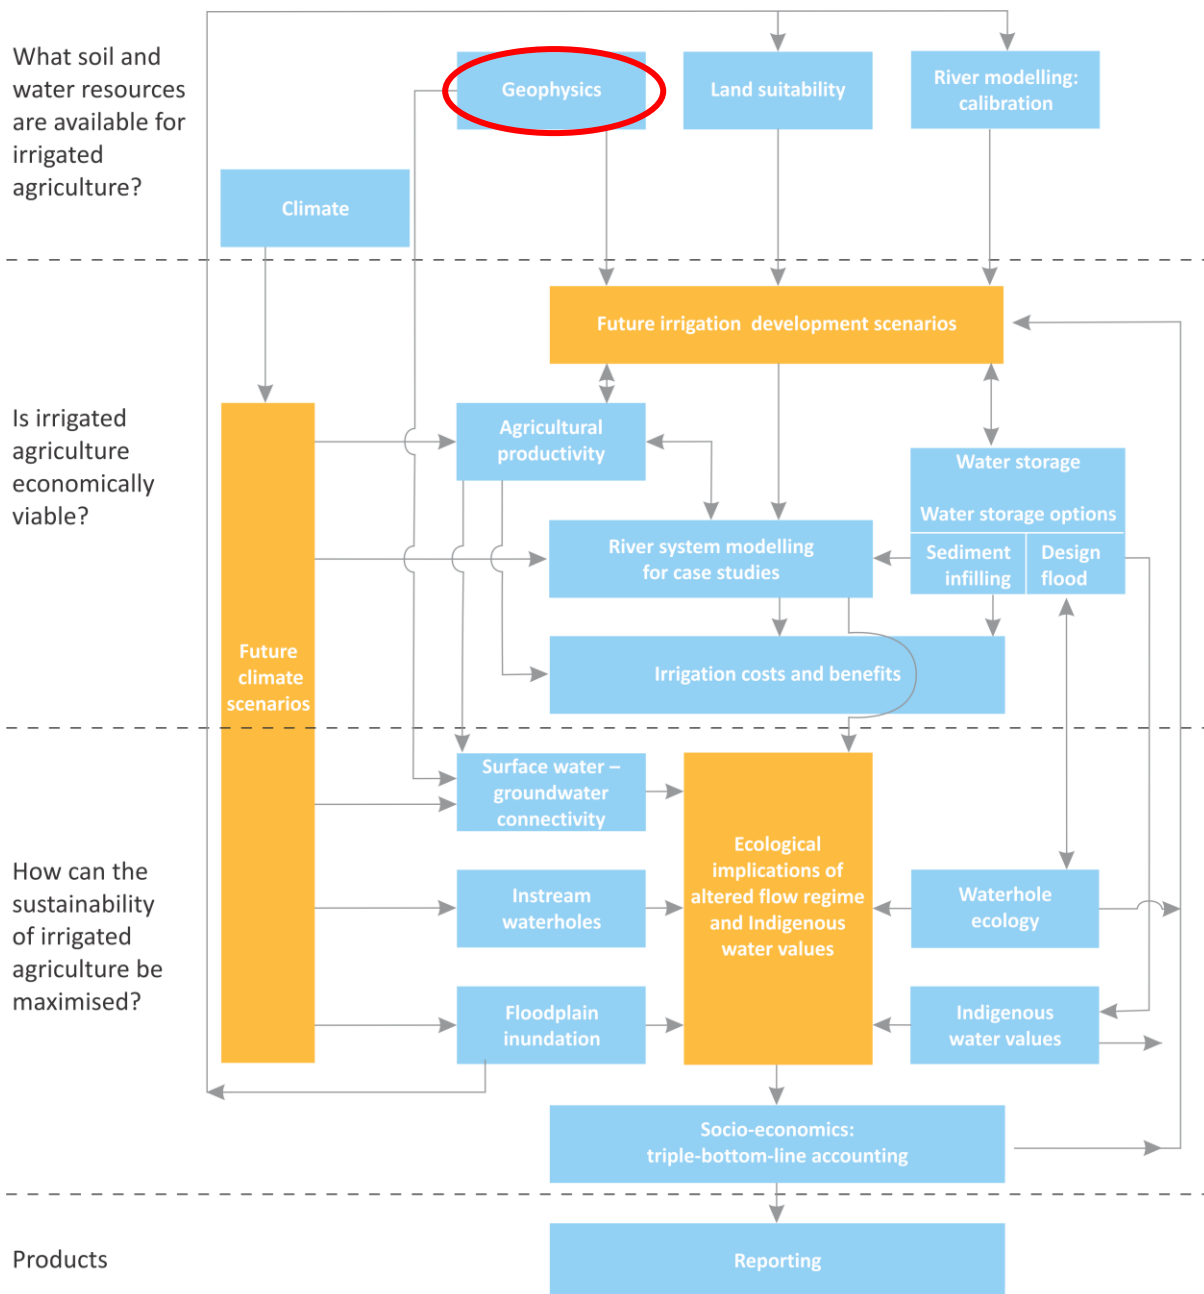 What soil and
water resources
are available for
irrigated
agriculture?
Geophysics
Land suitability
River modelling:
calibration
Climate
Future irrigation development scenarios
Is irrigated
agriculture
economically
viable?
Agricultural
productivity
Water storage
Water storage options
Sediment
infilling
Design
flood
River system modelling
for case studies
Future
climate
scenarios
Irrigation costs and benefits
How can the
sustainability
of irrigated
agriculture be
maximised?
Surface water –
groundwater
connectivity
Ecological
implications of
altered flow regime
and Indigenous
water values
Instream
waterholes
Waterhole
ecology
Floodplain
inundation
Indigenous
water values
Socio-economics:
triple-bottom-line accounting
Products
Reporting